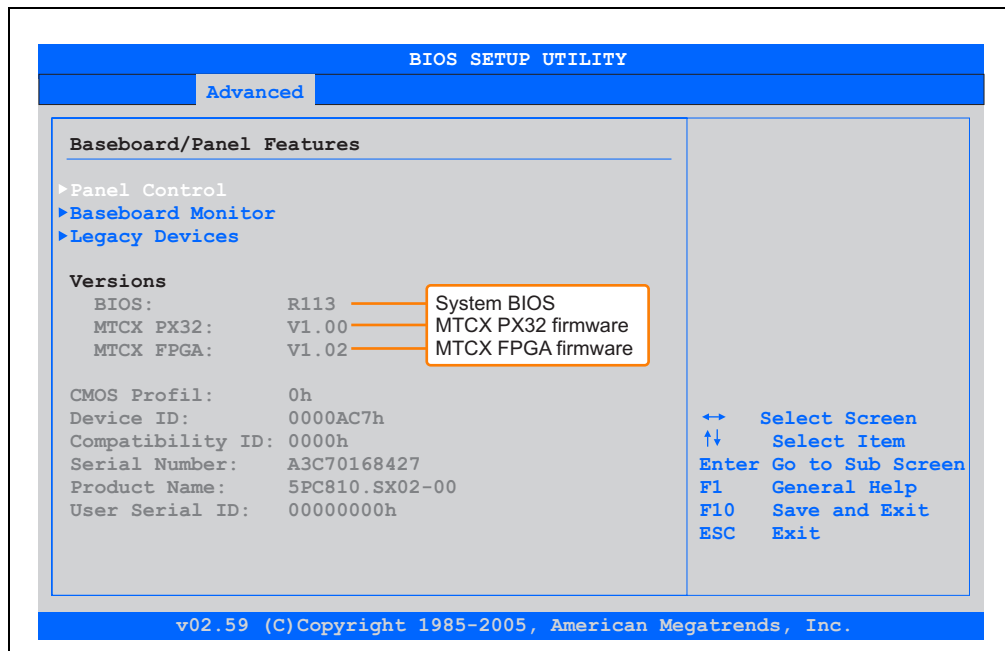 BIOS SETUP UTILITY
Advanced
Baseboard/Panel Features
▶Panel Control
▶Baseboard Monitor
▶Legacy Devices
Versions
BIOS: R113 System BIOS
MTCX PX32: V1.00 MTCX PX32 firmware
MTCX FPGA: V1.02 MTCX FPGA firmware
CMOS Profil: 0h
Device ID: 0000AC7h
Compatibility ID: 0000h
Serial Number: A3C70168427
Product Name: 5PC810.SX02-00
User Serial ID: 00000000h
↔ Select Screen
↑↓ Select Item
Enter Go to Sub Screen
F1 General Help
F10 Save and Exit
ESC Exit
v02.59 (C)Copyright 1985-2005, American Megatrends, Inc.